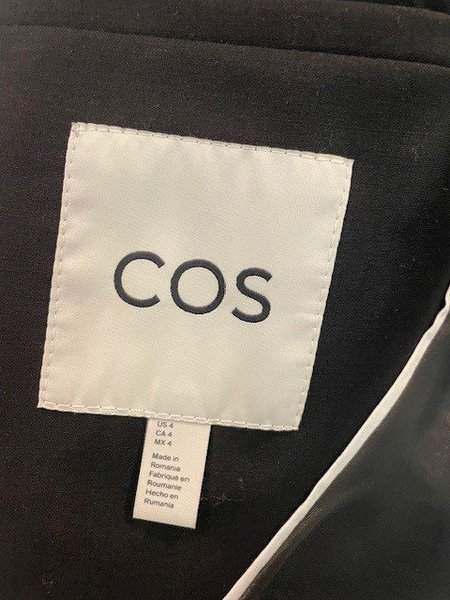 COS
US 4
CA 4
MX 4
Made in
Romania
Fabriqué en
Roumanie
Hecho en
Rumania